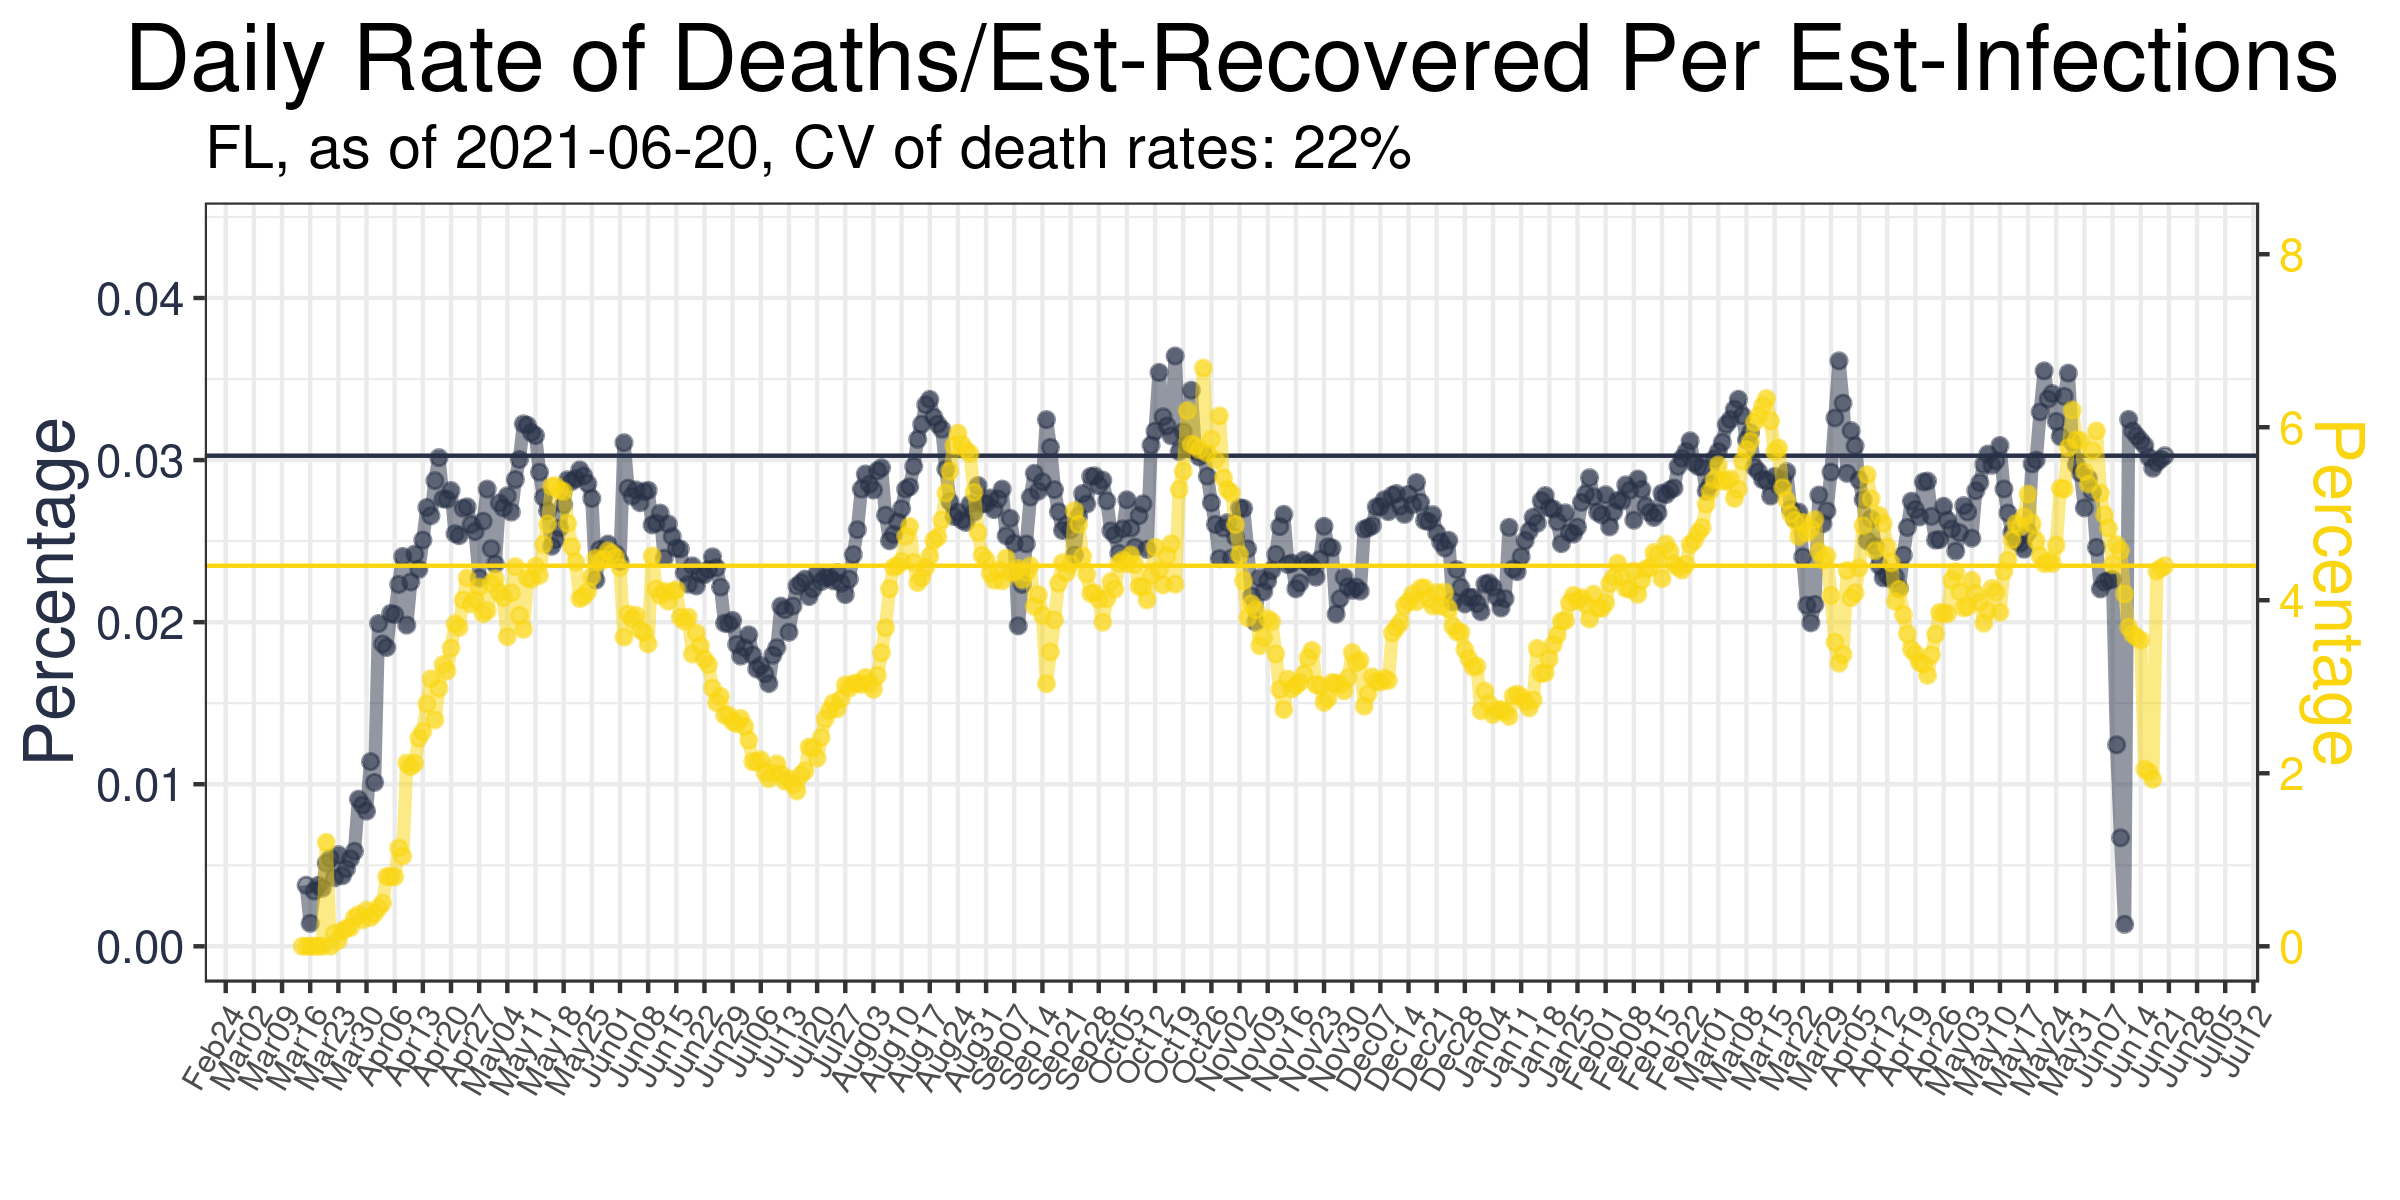 Daily Rate of Deaths/Est-Recovered Per Est-Infections
FL, as of 2021-06-20, CV of death rates: 22%
Percentage
0.04
0.03
0.02
0.01
0.00
8
6
4
2
0
Percentage
Feb24
Mar02
Mar09
Mar16
Mar23
Mar30
Apr06
Apr13
Apr20
Apr27
May04
May11
May18
May25
Jun01
Jun08
Jun15
Jun22
Jun29
Jul06
Jul13
Jul20
Jul27
Aug03
Aug10
Aug17
Aug24
Aug31
Sep07
Sep14
Sep21
Sep28
Oct05
Oct12
Oct19
Oct26
Nov02
Nov09
Nov16
Nov23
Nov30
Dec07
Dec14
Dec21
Dec28
Jan04
Jan11
Jan18
Jan25
Feb01
Feb08
Feb15
Feb22
Mar01
Mar08
Mar15
Mar22
Mar29
Apr05
Apr12
Apr19
Apr26
May03
May10
May17
May24
May31
Jun07
Jun14
Jun21
Jun28
Jul05
Jul12